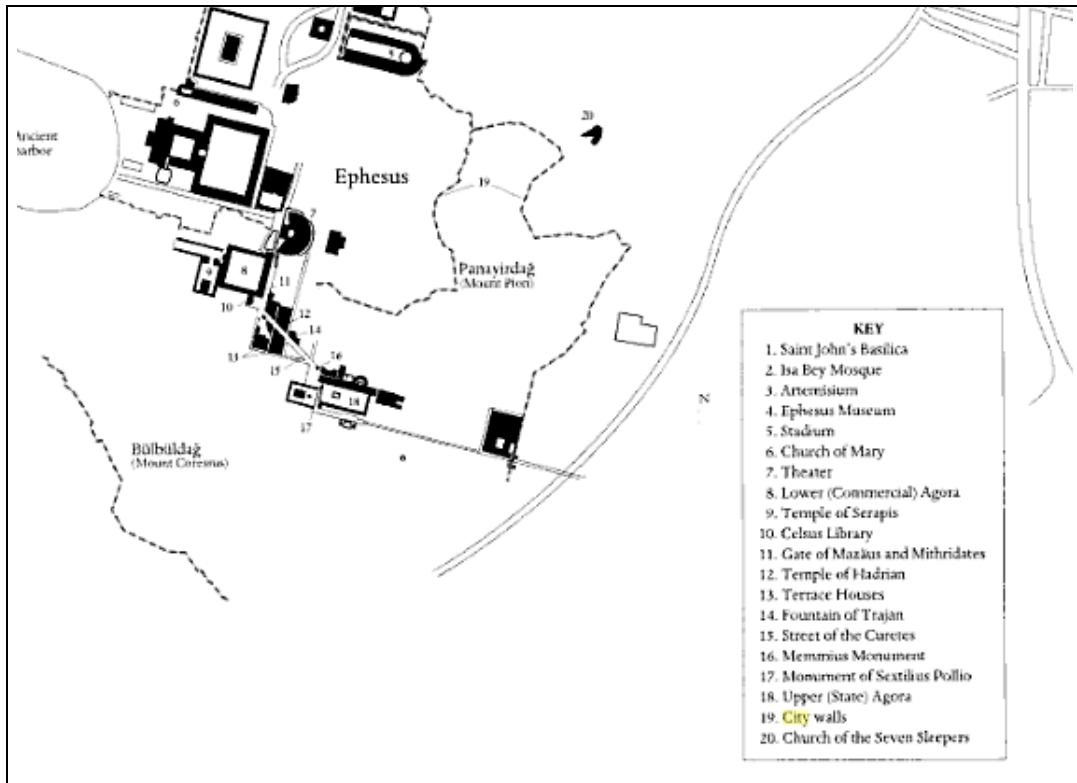 20
Ancient
harbor
6
Ephesus
19
7
Panayirdağ
(Mount Pion)
8
9
11
10
12
14
13
16
15
18
17
N
Bülbüldağ
(Mount Coressus)
KEY
1. Saint John's Basilica
2. Isa Bey Mosque
3. Artemisium
4. Ephesus Museum
5. Stadium
6. Church of Mary
7. Theater
8. Lower (Commercial) Agora
9. Temple of Serapis
10. Celsus Library
11. Gate of Mazäus and Mithridates
12. Temple of Hadrian
13. Terrace Houses
14. Fountain of Trajan
15. Street of the Curetes
16. Memmius Monument
17. Monument of Sextilius Pollio
18. Upper (State) Agora
19. City walls
20. Church of the Seven Sleepers